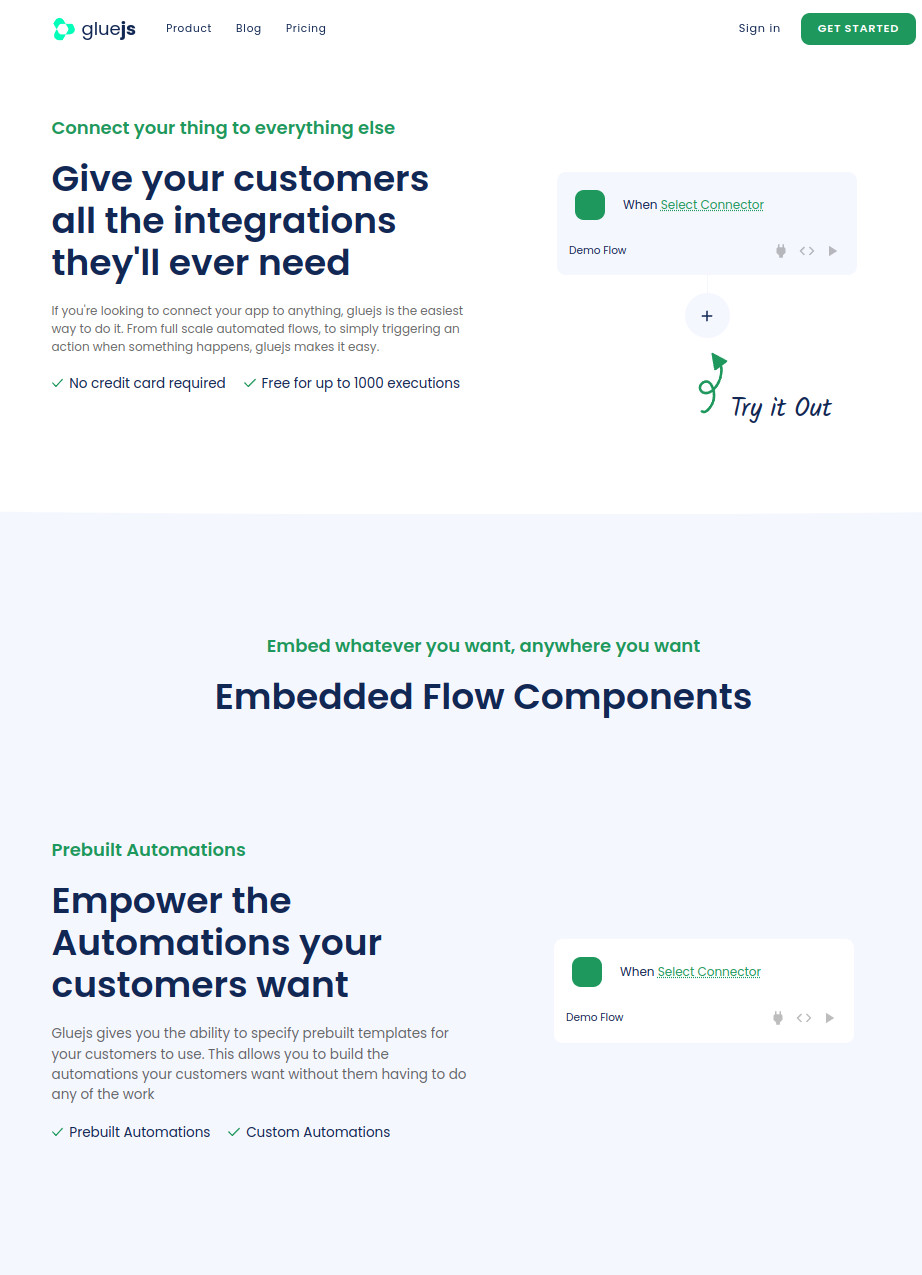 gluejs
Product
Blog
Pricing
Sign in
GET STARTED
Connect your thing to everything else
Give your customers
all the integrations
they'll ever need
If you're looking to connect your app to anything, gluejs is the easiest
way to do it. From full scale automated flows, to simply triggering an
action when something happens, gluejs makes it easy.
No credit card required
Free for up to 1000 executions
When Select Connector
Demo Flow
Try it Out
Embed whatever you want, anywhere you want
Embedded Flow Components
Prebuilt Automations
Empower the
Automations your
customers want
Gluejs gives you the ability to specify prebuilt templates for
your customers to use. This allows you to build the
automations your customers want without them having to do
any of the work
Prebuilt Automations
Custom Automations
When Select Connector
Demo Flow